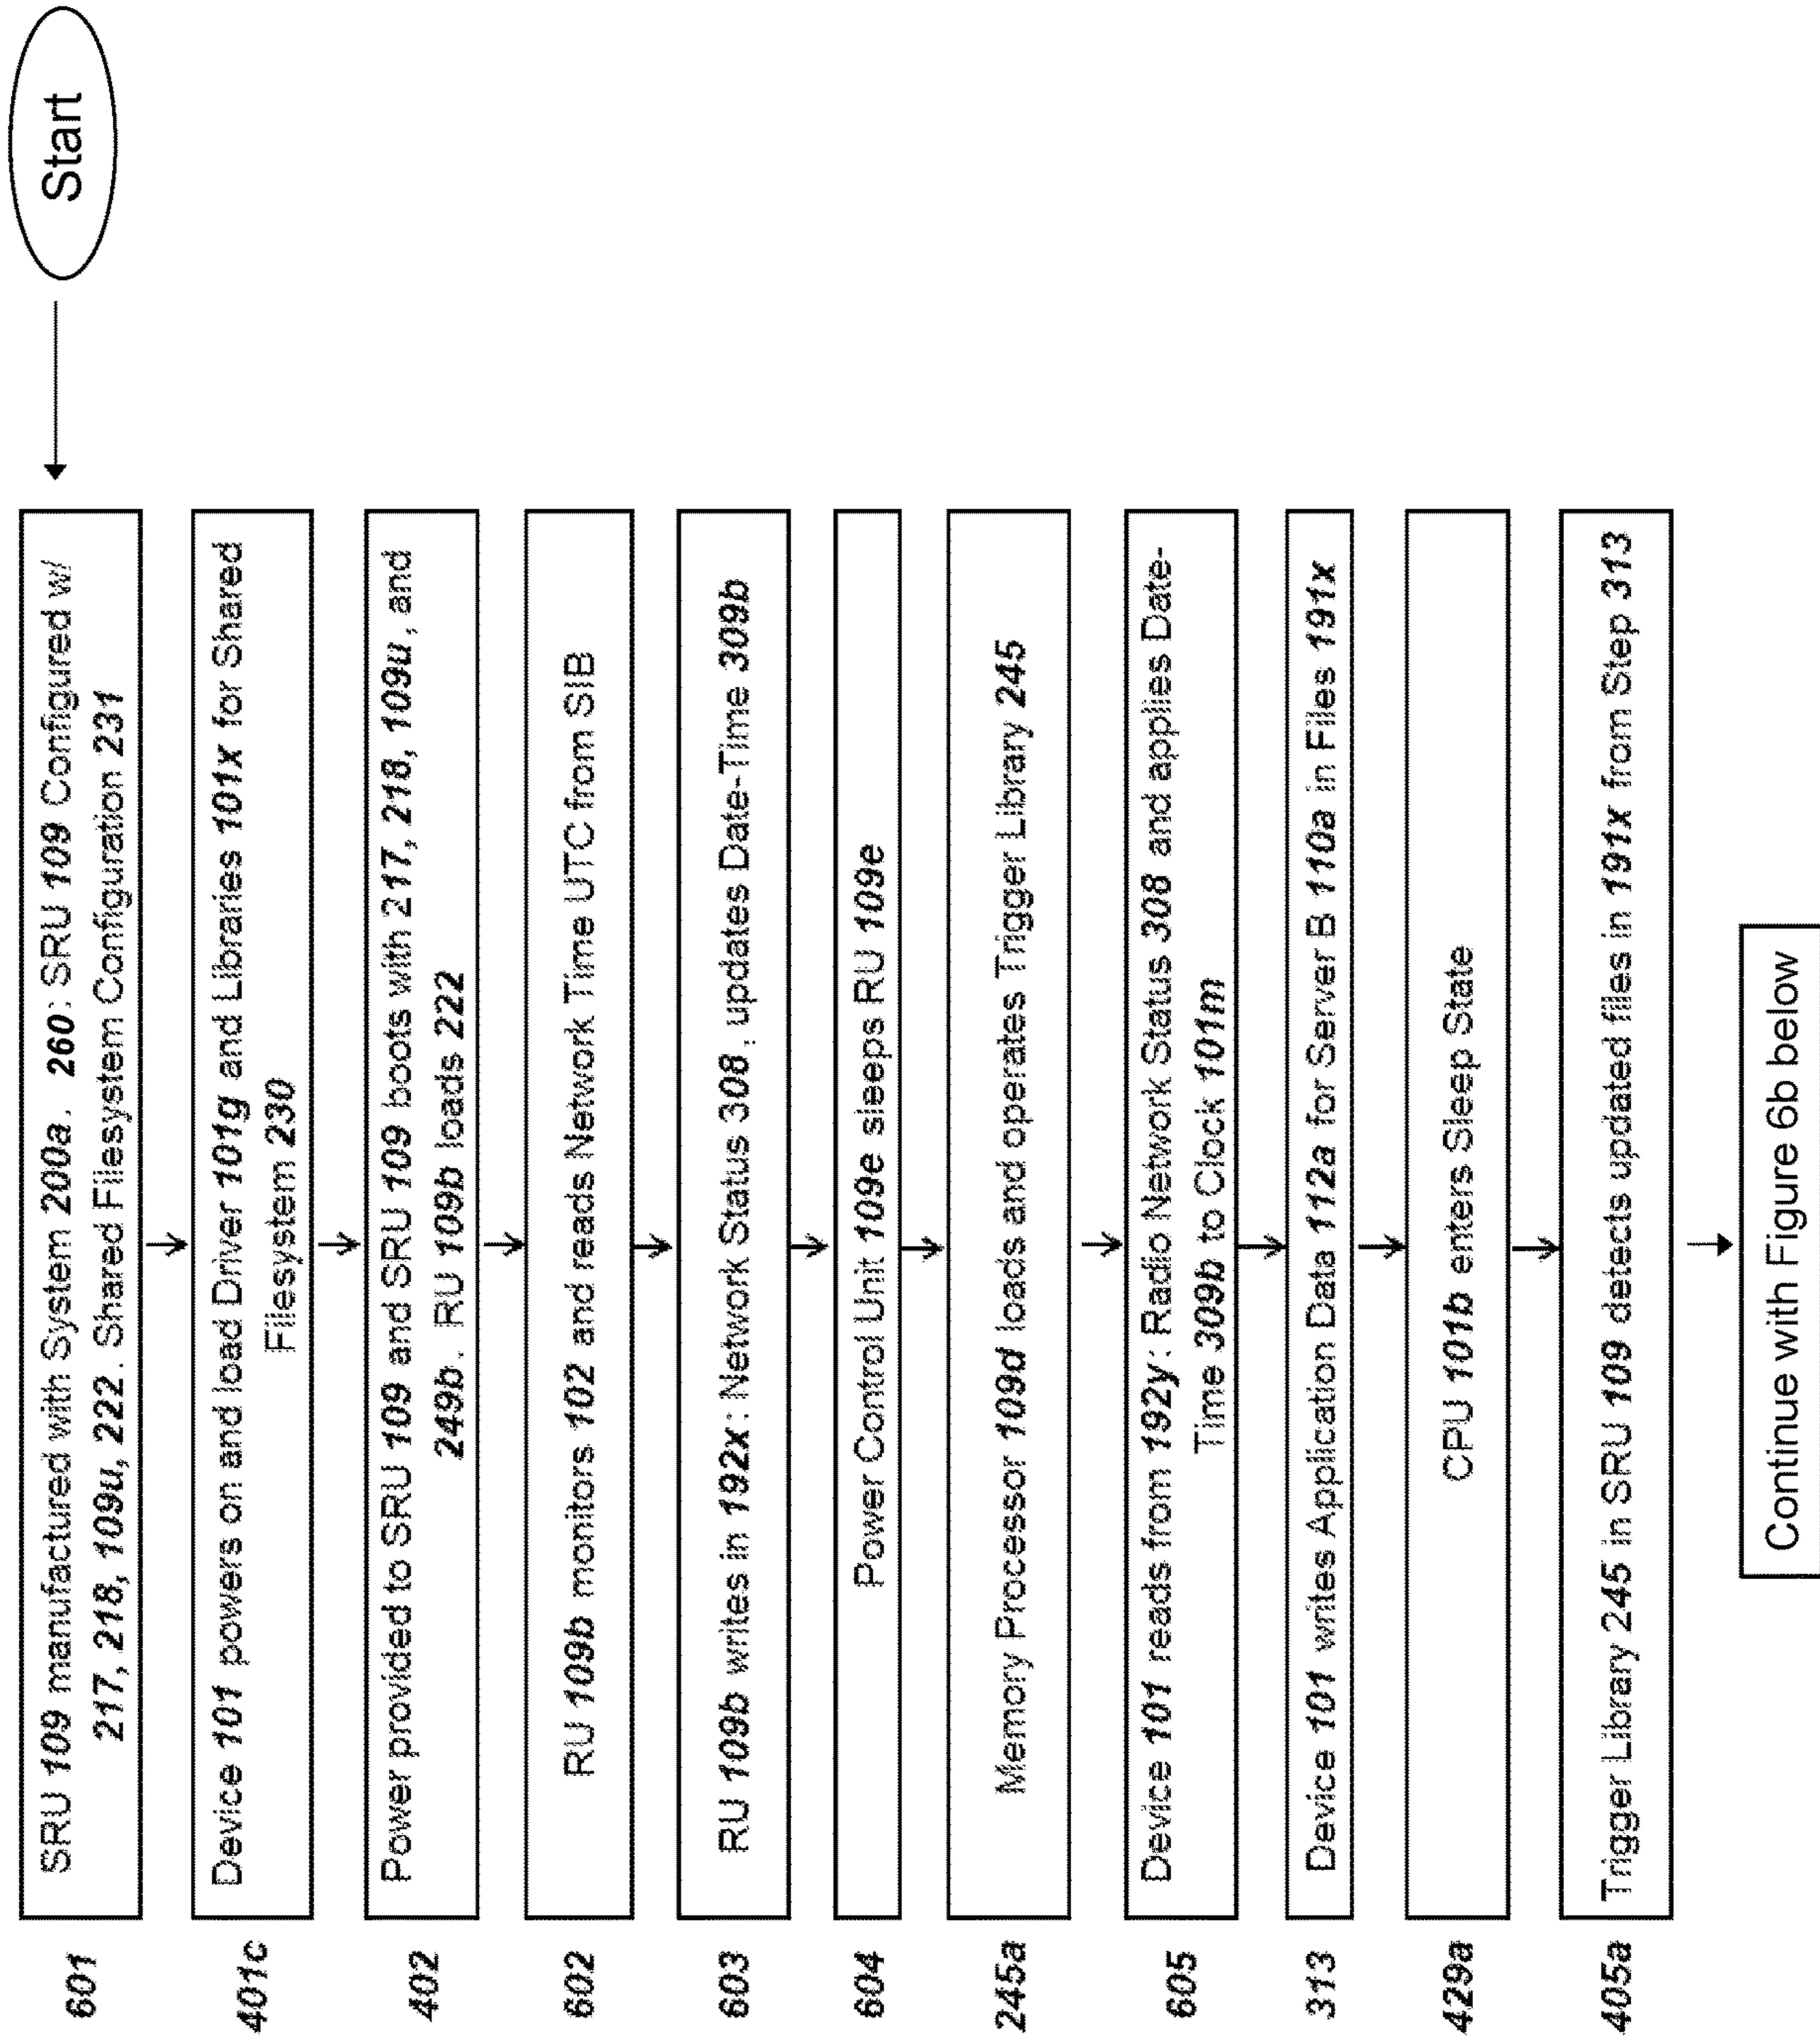 Start
601
SRU 109 manufactured with System 200a. 260: SRU 109 Configured w/
217, 218, 109u, 222. Shared Filesystem Configuration 231
401c
Device 101 powers on and load Driver 101g and Libraries 101x for Shared
Filesystem 230
402
Power provided to SRU 109 and SRU 109 boots with 217, 218, 109u, and
249b. RU 109b loads 222
602
RU 109b monitors 102 and reads Network Time UTC from SIB
603
RU 109b writes in 192x: Network Status 308, updates Date-Time 309b
604
Power Control Unit 109e sleeps RU 109e
245a
Memory Processor 109d loads and operates Trigger Library 245
605
Device 101 reads from 192y: Radio Network Status 308 and applies Date-
Time 309b to Clock 101m
313
Device 101 writes Application Data 112a for Server B 110a in Files 191x
429a
CPU 101b enters Sleep State
405a
Trigger Library 245 in SRU 109 detects updated files in 191x from Step 313
Continue with Figure 6b below